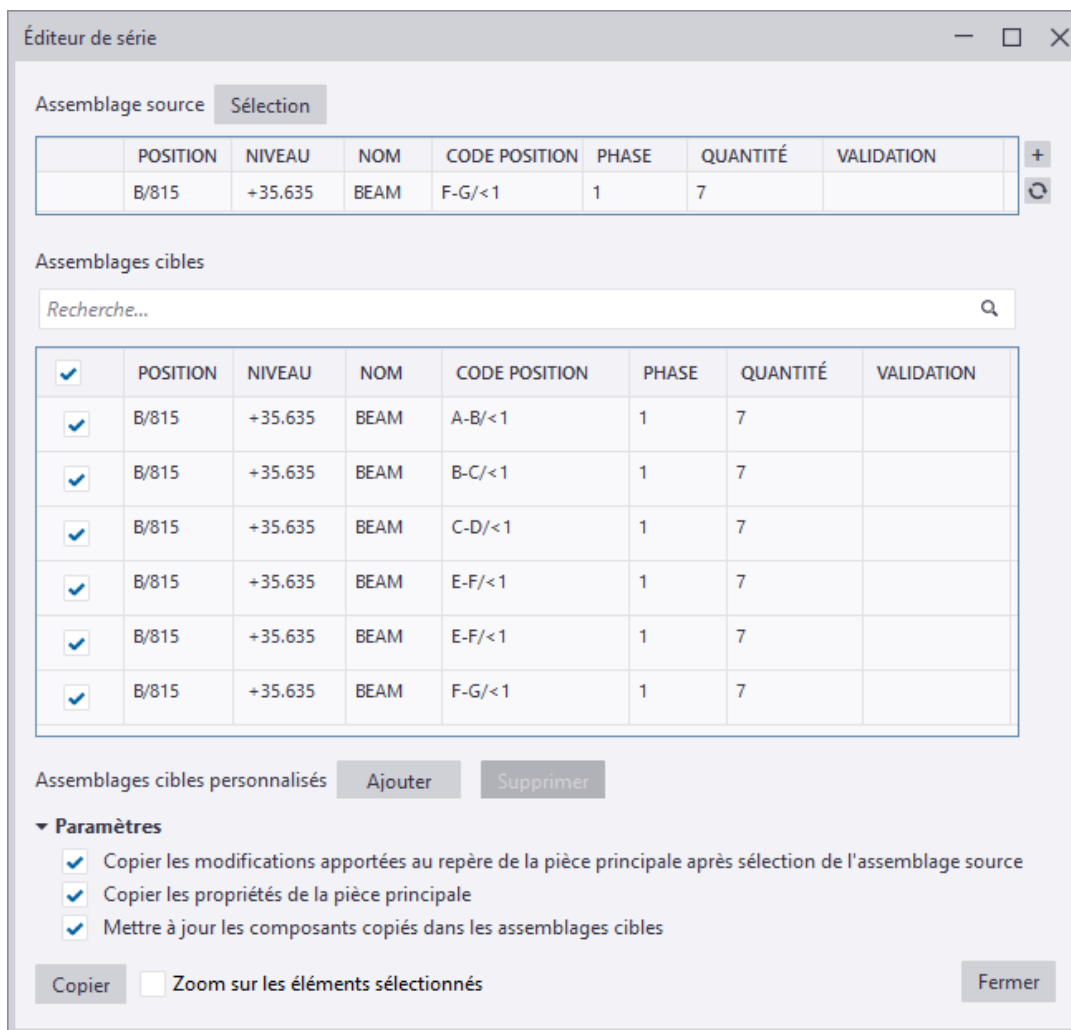 Éditeur de série
Assemblage source Sélection
POSITION NIVEAU NOM CODE POSITION PHASE QUANTITÉ VALIDATION
B/815 +35.635 BEAM F-G/<1 1 7
Assemblages cibles
Recherche...
POSITION NIVEAU NOM CODE POSITION PHASE QUANTITÉ VALIDATION
B/815 +35.635 BEAM A-B/<1 1 7
B/815 +35.635 BEAM B-C/<1 1 7
B/815 +35.635 BEAM C-D/<1 1 7
B/815 +35.635 BEAM E-F/<1 1 7
B/815 +35.635 BEAM E-F/<1 1 7
B/815 +35.635 BEAM F-G/<1 1 7
Assemblages cibles personnalisés Ajouter Supprimer
Paramètres
Copier les modifications apportées au repère de la pièce principale après sélection de l'assemblage source
Copier les propriétés de la pièce principale
Mettre à jour les composants copiés dans les assemblages cibles
Copier Zoom sur les éléments sélectionnés Fermer